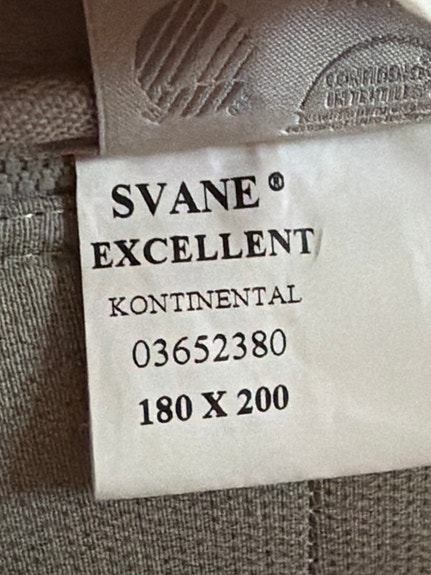 SVANE®
EXCELLENT
KONTINENTAL
03652380
180 X 200